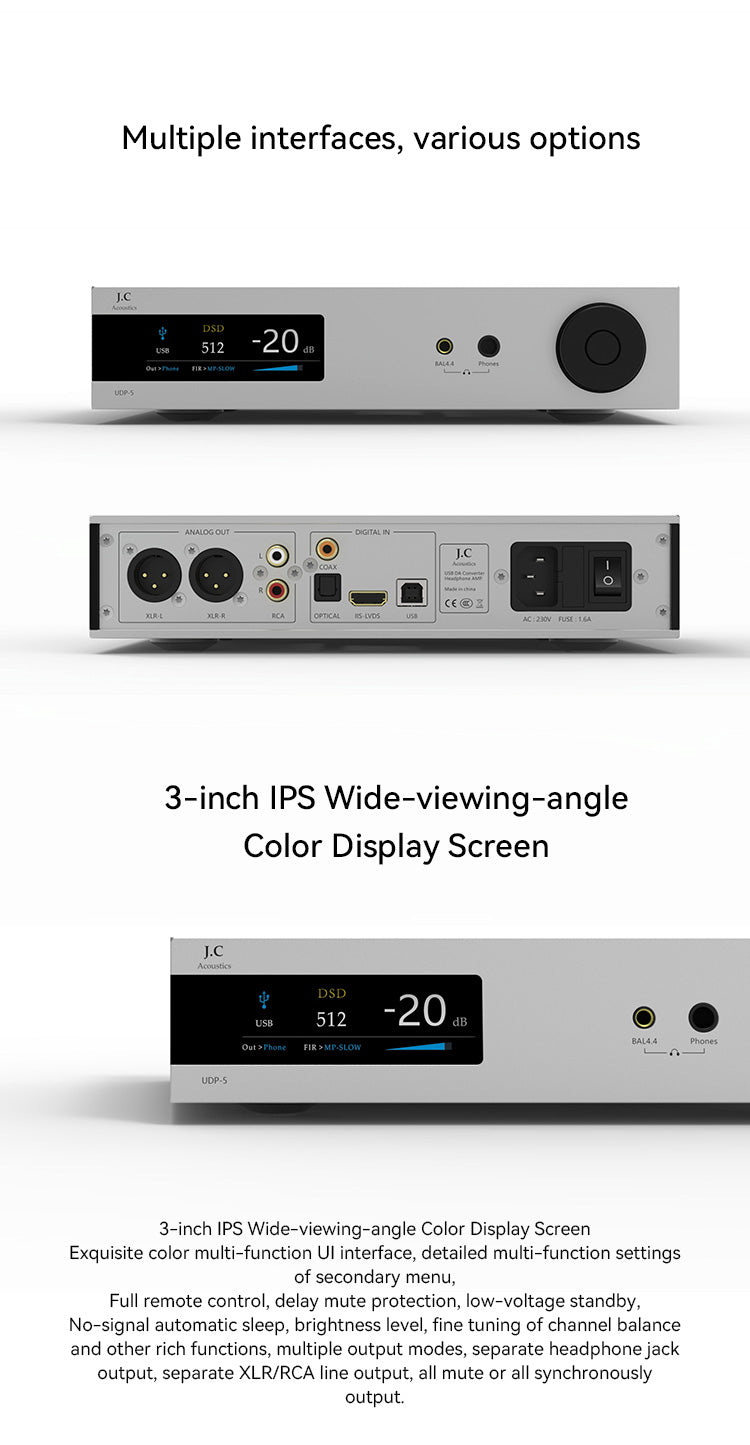 Multiple interfaces, various options
J.C
Acoustics
USB
DSD
512
-20 dB
Out >Phone
FIR >MP-SLOW
BAL4.4
Phones
UDP-5
ANALOG OUT
DIGITAL IN
L
R
COAX
XLR-L
XLR-R
RCA
OPTICAL
IIS-LVDS
USB
J.C
Acoustics
USB DA Converter
Headphone AMP
Made in china
CE CCC
I
O
AC : 230V
FUSE : 1.6A
3-inch IPS Wide-viewing-angle
Color Display Screen
J.C
Acoustics
USB
DSD
512
-20 dB
Out >Phone
FIR >MP-SLOW
BAL4.4
Phones
UDP-5
3-inch IPS Wide-viewing-angle Color Display Screen
Exquisite color multi-function UI interface, detailed multi-function settings
of secondary menu,
Full remote control, delay mute protection, low-voltage standby,
No-signal automatic sleep, brightness level, fine tuning of channel balance
and other rich functions, multiple output modes, separate headphone jack
output, separate XLR/RCA line output, all mute or all synchronously
output.